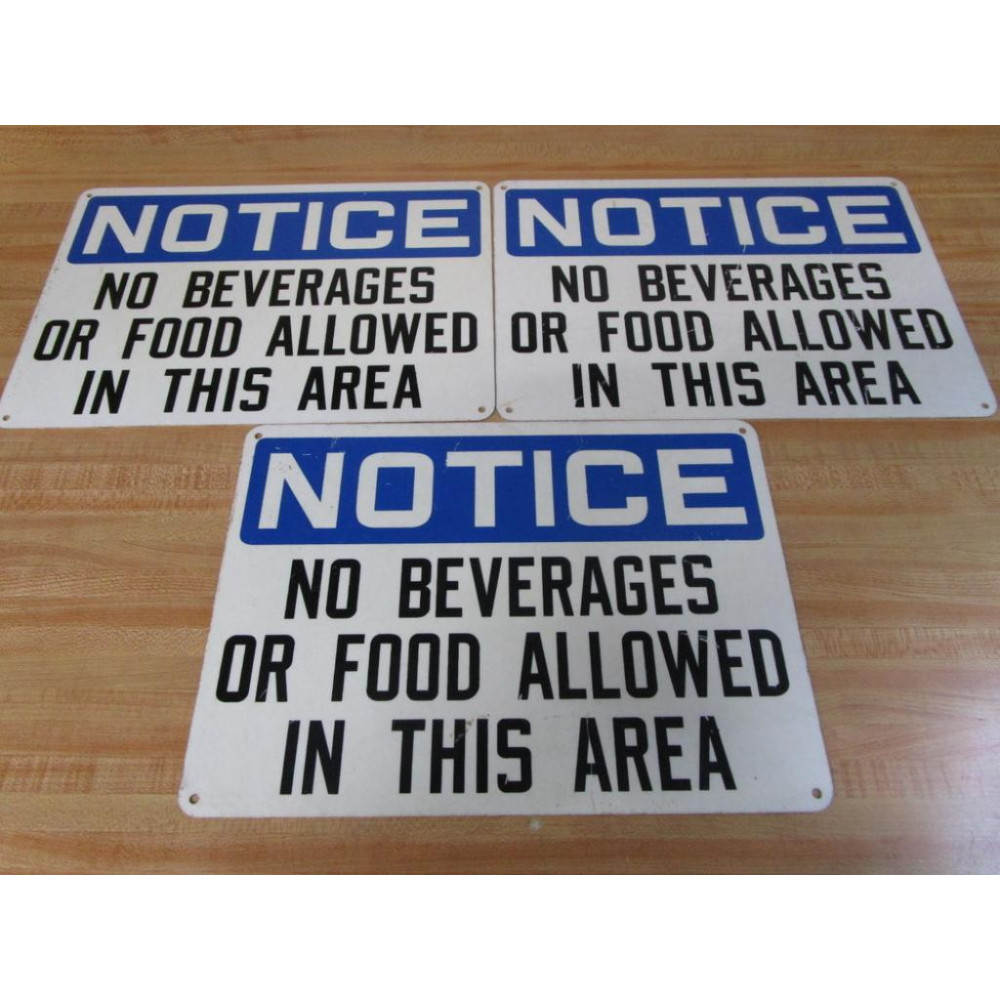 NOTICE
NO BEVERAGES
OR FOOD ALLOWED
IN THIS AREA
NOTICE
NO BEVERAGES
OR FOOD ALLOWED
IN THIS AREA
NOTICE
NO BEVERAGES
OR FOOD ALLOWED
IN THIS AREA